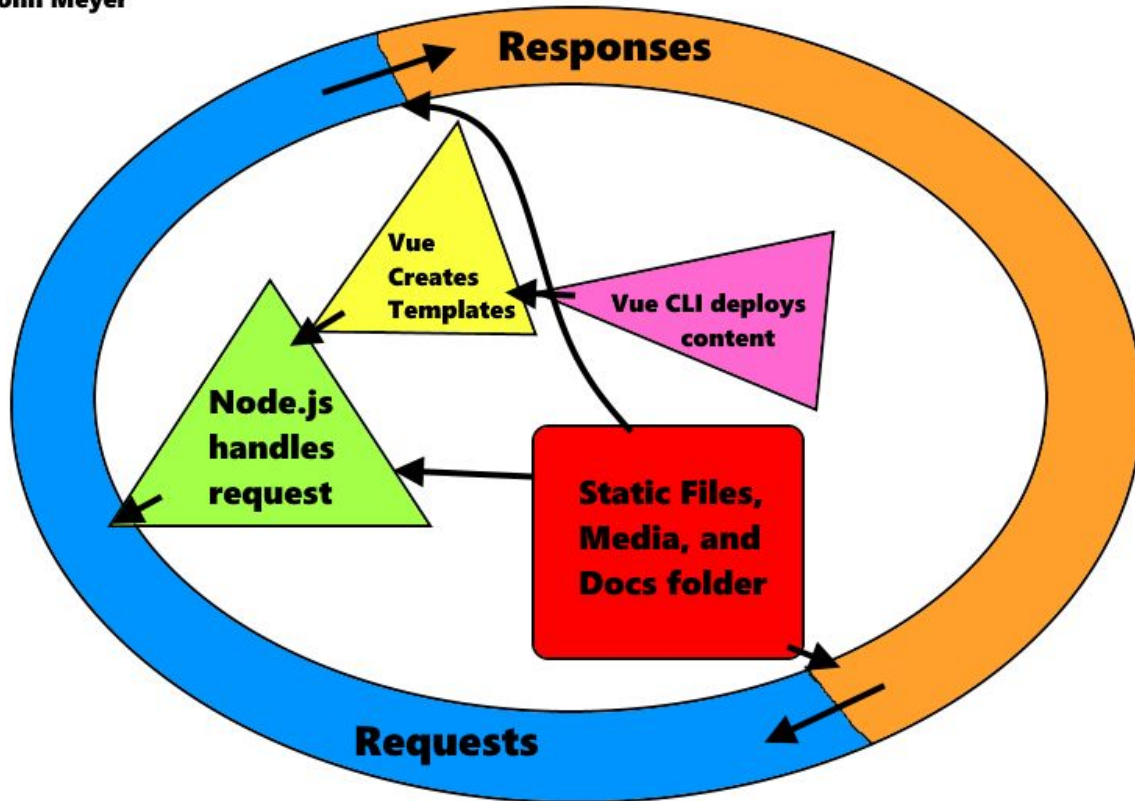 Meyer
Responses
Vue
Creates
Templates
Vue CLI deploys
content
Node.js
handles
request
Static Files,
Media, and
Docs folder
Requests